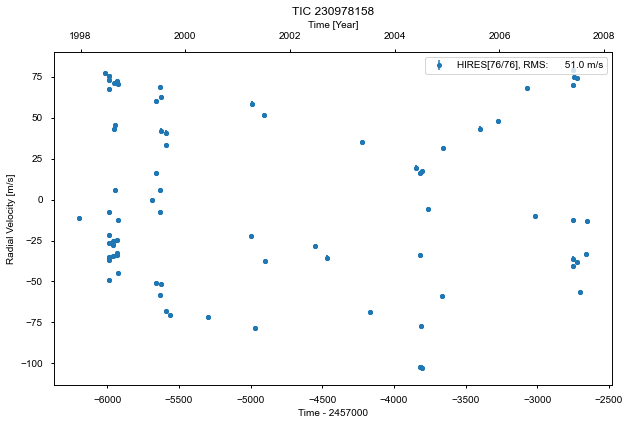 TIC 230978158
Time [Year]
1998 2000 2002 2004 2006 2008
HIRES[76/76], RMS: 51.0 m/s
Radial Velocity [m/s]
75
50
25
0
−25
−50
−75
−100
−6000 −5500 −5000 −4500 −4000 −3500 −3000 −2500
Time - 2457000